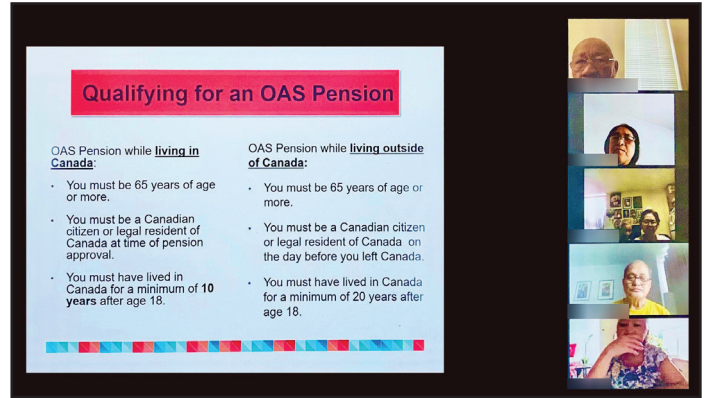 Qualifying for an OAS Pension
OAS Pension while living in
Canada:
• You must be 65 years of age
or more.
• You must be a Canadian
citizen or legal resident of
Canada at time of pension
approval.
• You must have lived in
Canada for a minimum of 10
years after age 18.
OAS Pension while living outside
of Canada:
• You must be 65 years of age or
more.
• You must be a Canadian citizen
or legal resident of Canada on
the day before you left Canada.
• You must have lived in Canada
for a minimum of 20 years after
age 18.